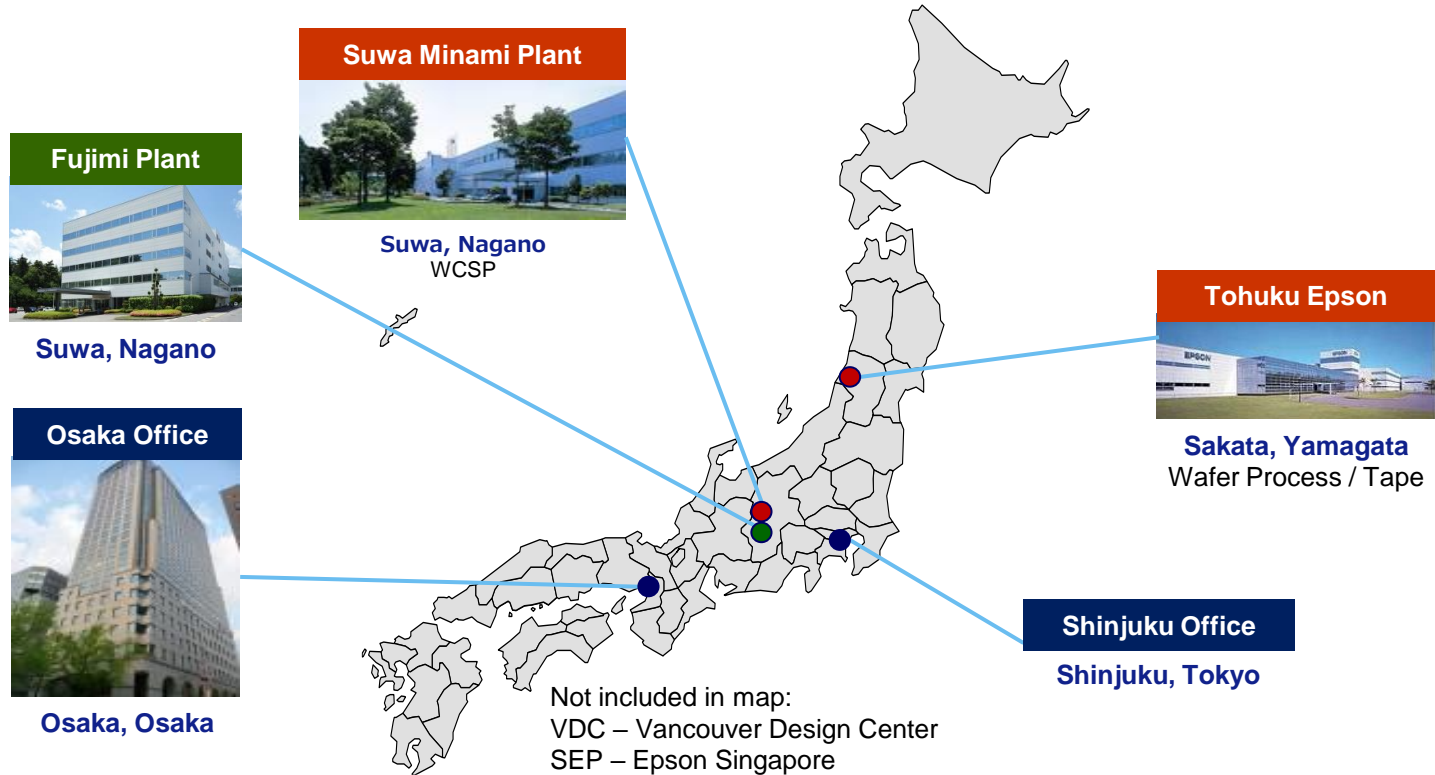 Suwa Minami Plant
Suwa, Nagano
WCSP
Fujimi Plant
Suwa, Nagano
Tohuku Epson
EPSON
Sakata, Yamagata
Wafer Process / Tape
Osaka Office
Osaka, Osaka
Shinjuku Office
Shinjuku, Tokyo
Not included in map:
VDC – Vancouver Design Center
SEP – Epson Singapore